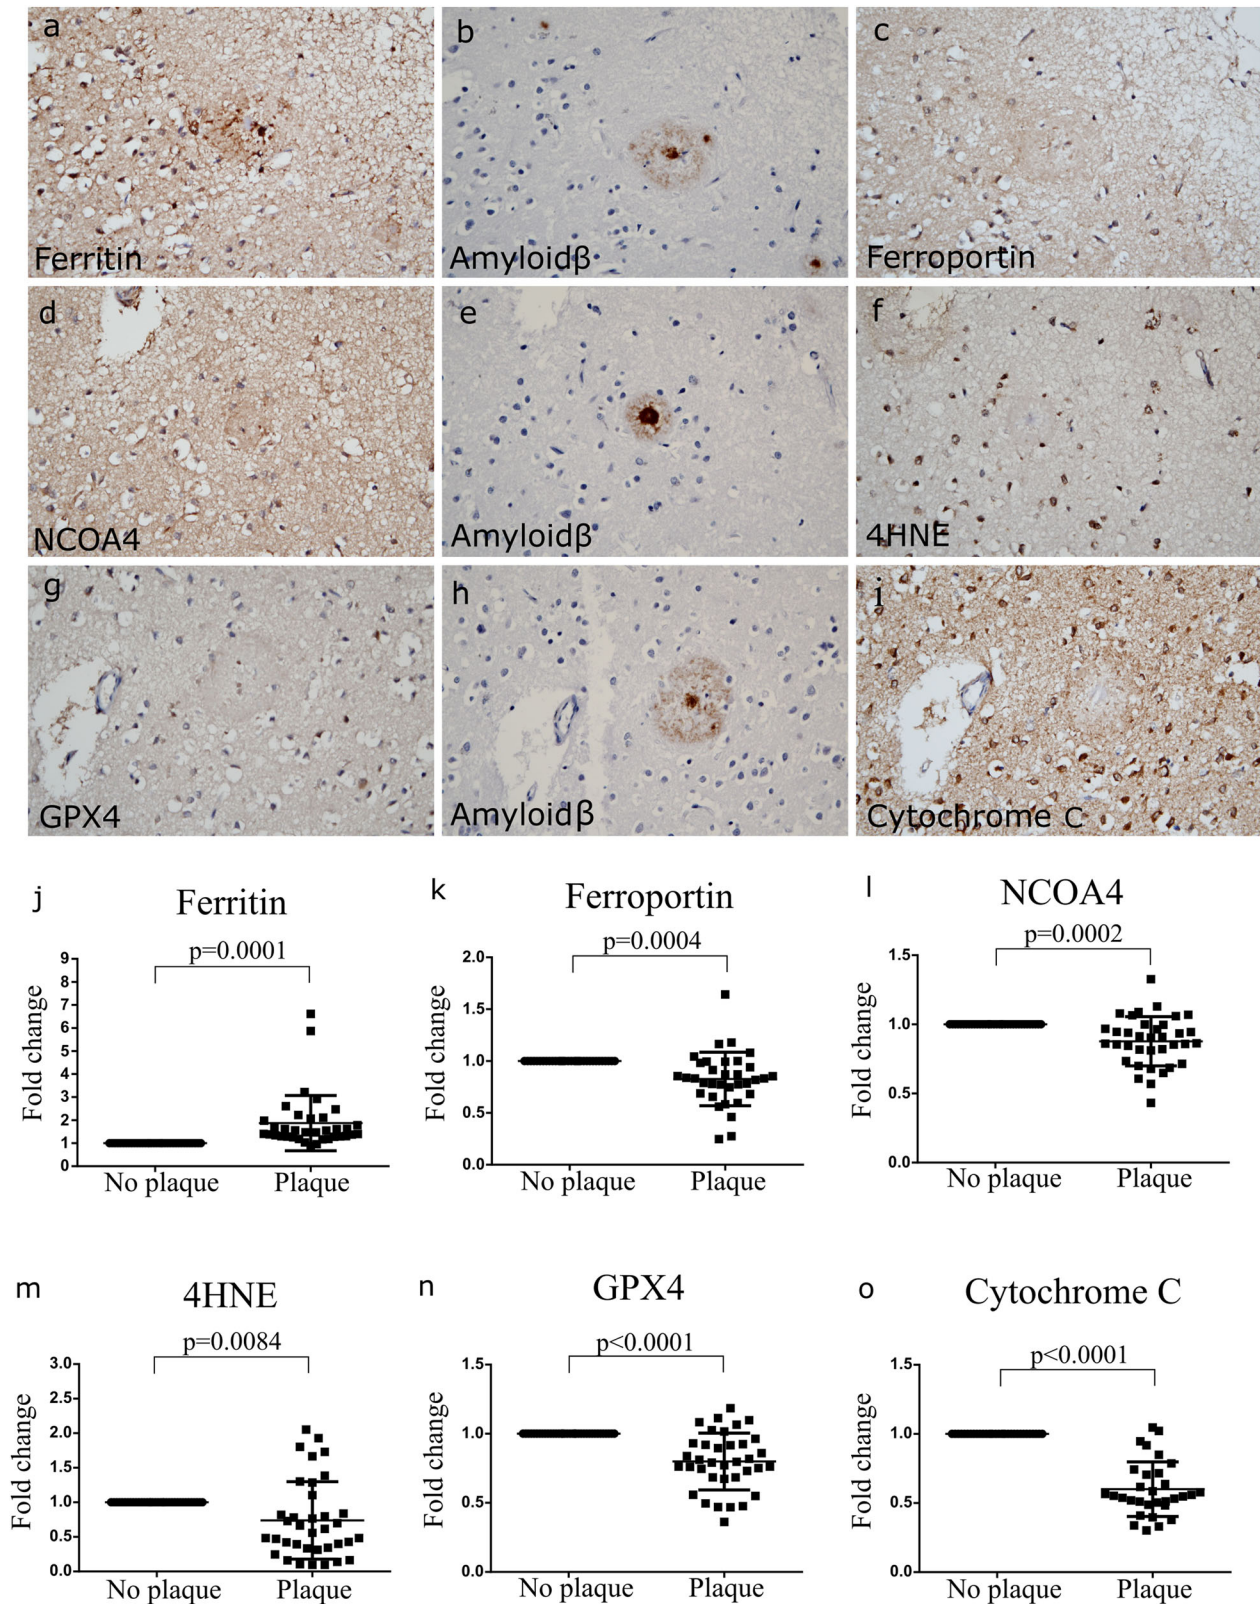 a
Ferritin
b
Amyloidβ
c
Ferroportin
d
NCOA4
e
Amyloidβ
f
4HNE
g
GPX4
h
Amyloidβ
i
Cytochrome C
j
Ferritin
p=0.0001
Fold change
9
8
7
6
5
4
3
2
1
0
No plaque
Plaque
k
Ferroportin
p=0.0004
Fold change
2.0
1.5
1.0
0.5
0.0
No plaque
Plaque
l
NCOA4
p=0.0002
Fold change
1.5
1.0
0.5
0.0
No plaque
Plaque
m
4HNE
p=0.0084
Fold change
3.0
2.5
2.0
1.5
1.0
0.5
0.0
No plaque
Plaque
n
GPX4
p<0.0001
Fold change
1.5
1.0
0.5
0.0
No plaque
Plaque
o
Cytochrome C
p<0.0001
Fold change
1.5
1.0
0.5
0.0
No plaque
Plaque